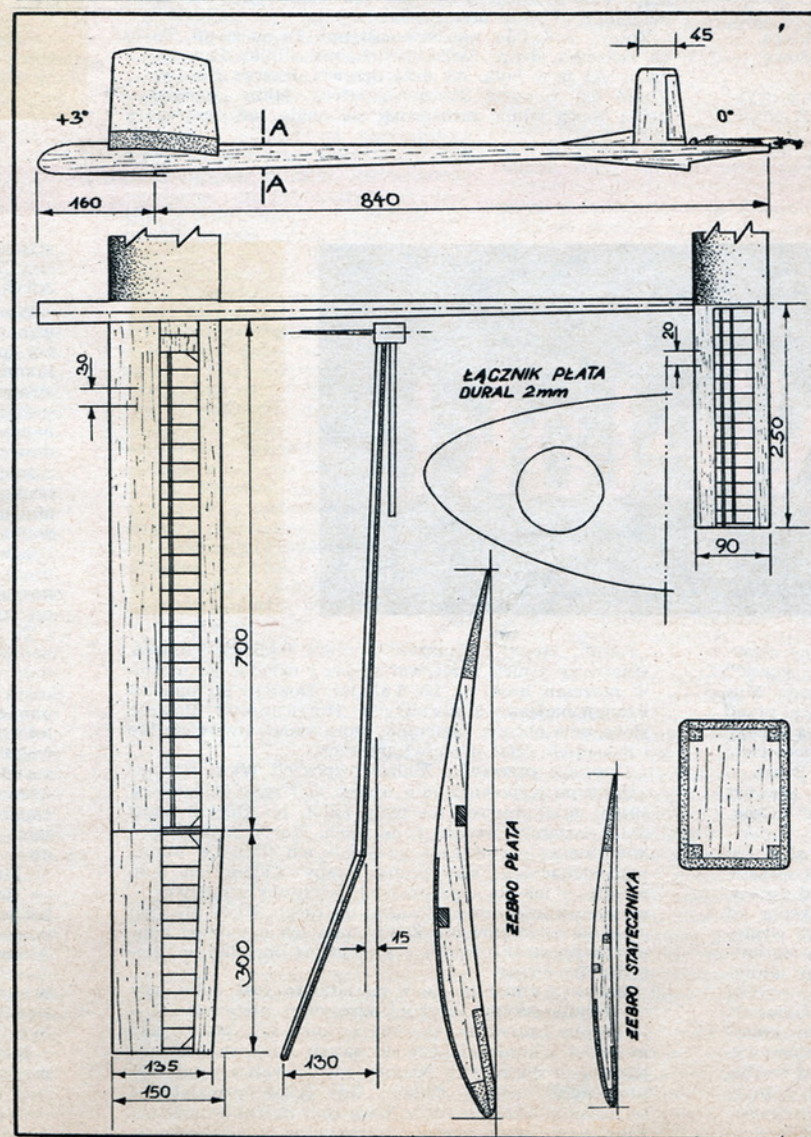 45
+3°
0°
A
A
160
840
30
20
ŁĄCZNIK PŁATA
DURAL 2mm
250
90
700
ŻEBRO PŁATA
ŻEBRO STATECZNIKA
15
300
135
130
150